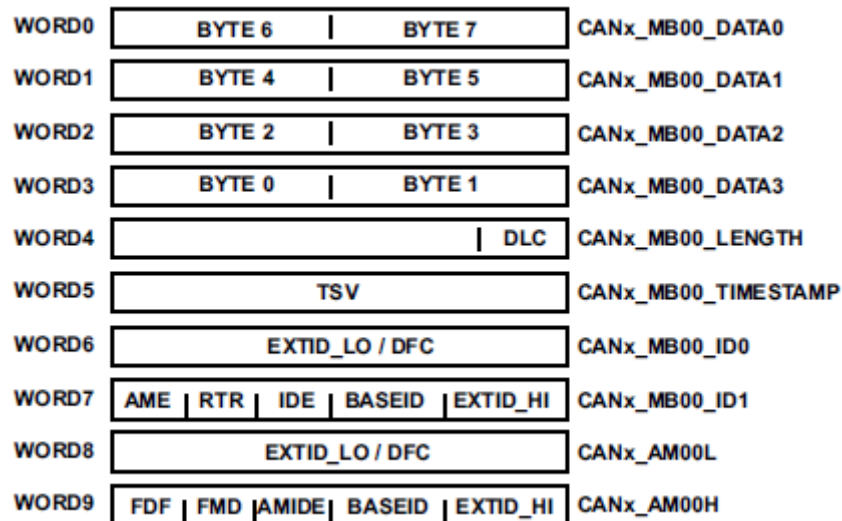 WORD0 BYTE 6 BYTE 7 CANx_MB00_DATA0
WORD1 BYTE 4 BYTE 5 CANx_MB00_DATA1
WORD2 BYTE 2 BYTE 3 CANx_MB00_DATA2
WORD3 BYTE 0 BYTE 1 CANx_MB00_DATA3
WORD4 DLC CANx_MB00_LENGTH
WORD5 TSV CANx_MB00_TIMESTAMP
WORD6 EXTID_LO / DFC CANx_MB00_ID0
WORD7 AME RTR IDE BASEID EXTID_HI CANx_MB00_ID1
WORD8 EXTID_LO / DFC CANx_AM00L
WORD9 FDF FMD AMIDE BASEID EXTID_HI CANx_AM00H